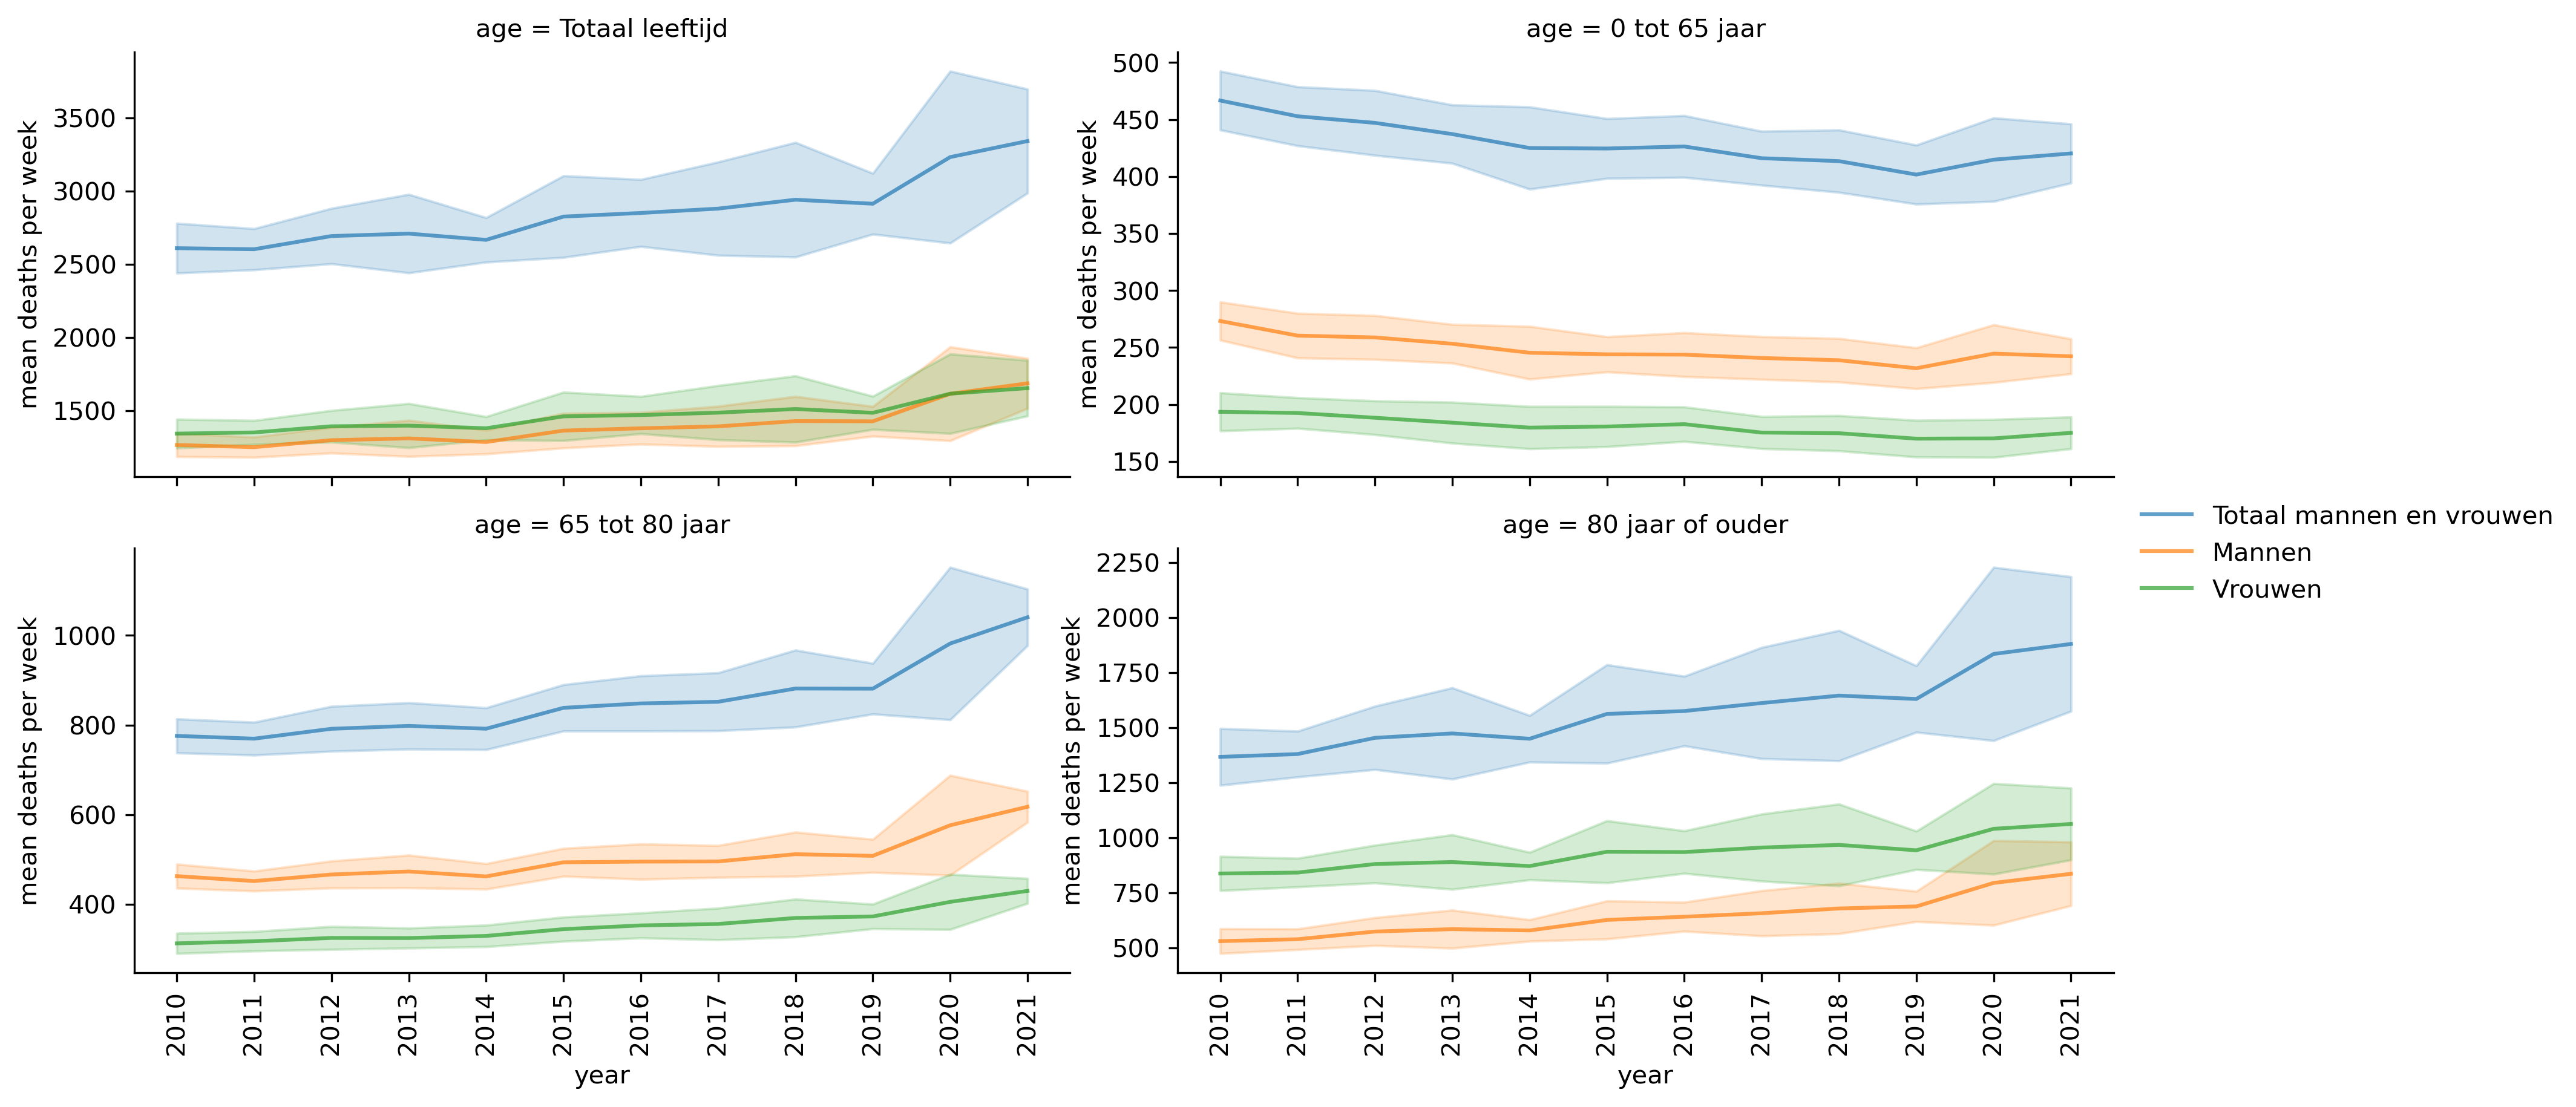 age = Totaal leeftijd
mean deaths per week
3500
3000
2500
2000
1500
age = 0 tot 65 jaar
mean deaths per week
500
450
400
350
300
250
200
150
age = 65 tot 80 jaar
mean deaths per week
1000
800
600
400
2010 2011 2012 2013 2014 2015 2016 2017 2018 2019 2020 2021
year
age = 80 jaar of ouder
mean deaths per week
2250
2000
1750
1500
1250
1000
750
500
2010 2011 2012 2013 2014 2015 2016 2017 2018 2019 2020 2021
year
Totaal mannen en vrouwen
Mannen
Vrouwen